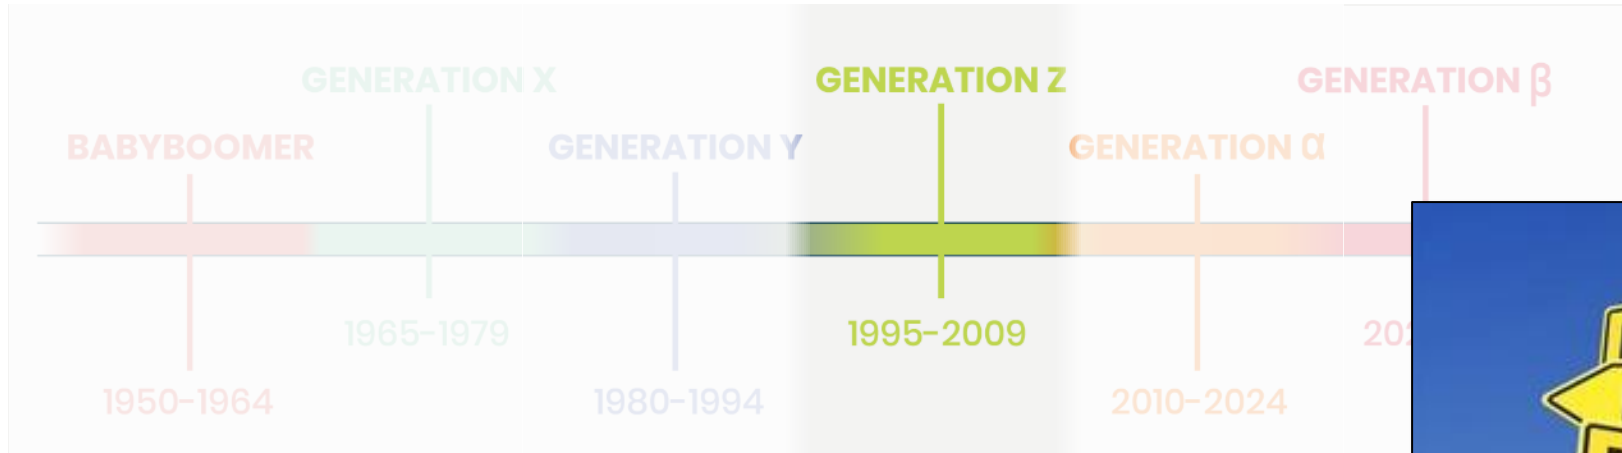 GENERATION X
GENERATION Z
GENERATION β
BABYBOOMER
GENERATION Y
GENERATION α
1965-1979
1995-2009
1950-1964
1980-1994
2010-2024